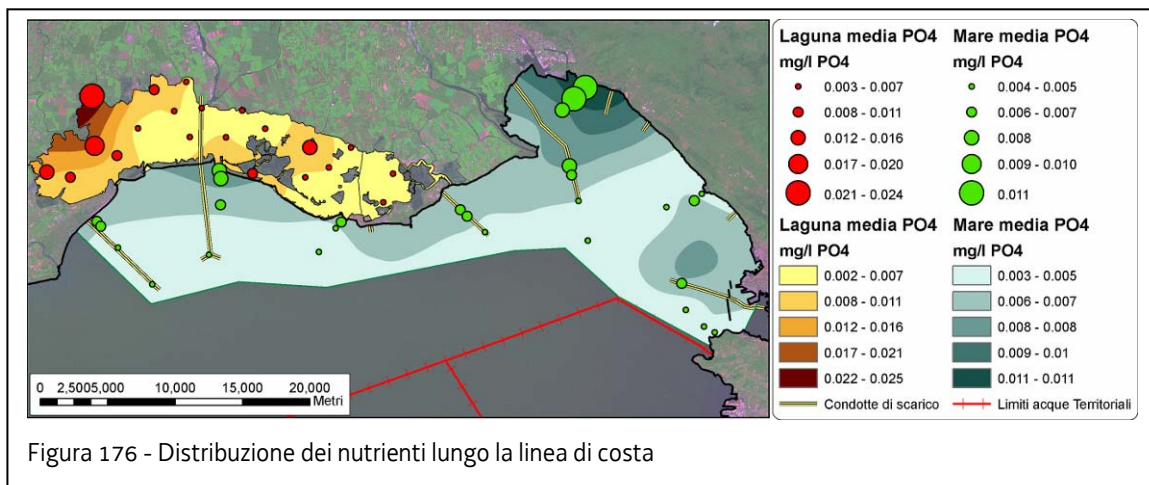 Laguna media PO4
mg/l PO4
0.003 - 0.007
0.008 - 0.011
0.012 - 0.016
0.017 - 0.020
0.021 - 0.024
Mare media PO4
mg/l PO4
0.004 - 0.005
0.006 - 0.007
0.008
0.009 - 0.010
0.011
Laguna media PO4
mg/l PO4
0.002 - 0.007
0.008 - 0.011
0.012 - 0.016
0.017 - 0.021
0.022 - 0.025
Condotte di scarico
Mare media PO4
mg/l PO4
0.003 - 0.005
0.006 - 0.007
0.008 - 0.008
0.009 - 0.01
0.011 - 0.011
Limiti acque Territoriali
0 2,500 5,000 10,000 15,000 20,000
Metri
Figura 176 - Distribuzione dei nutrienti lungo la linea di costa